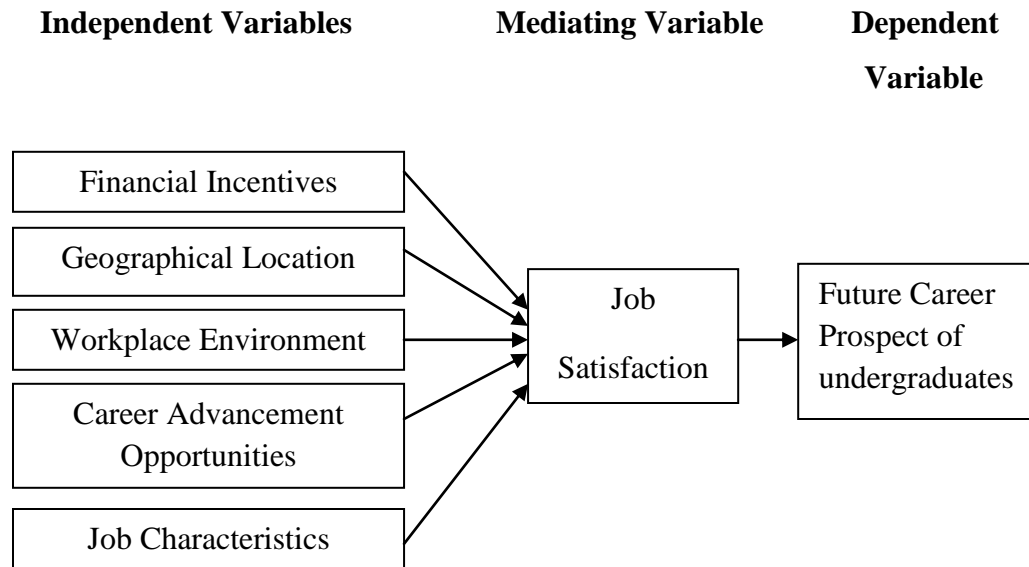 Independent Variables
Mediating Variable
Dependent
Variable
Financial Incentives
Geographical Location
Workplace Environment
Career Advancement
Opportunities
Job Characteristics
Job
Satisfaction
Future Career
Prospect of
undergraduates